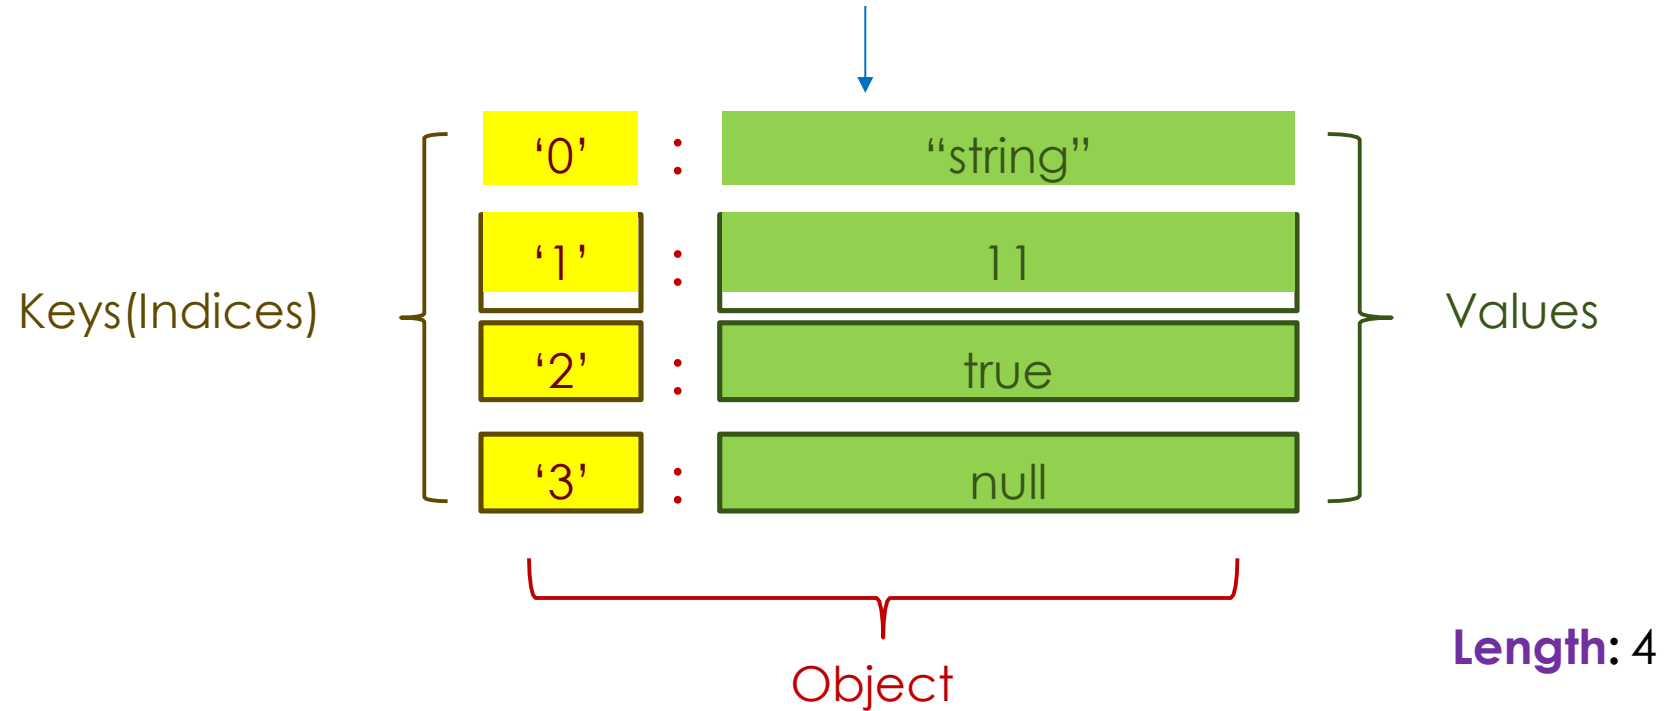 ‘0’ : “string”
‘1’ : 11
Keys(Indices)
Values
‘2’ : true
‘3’ : null
Length: 4
Object